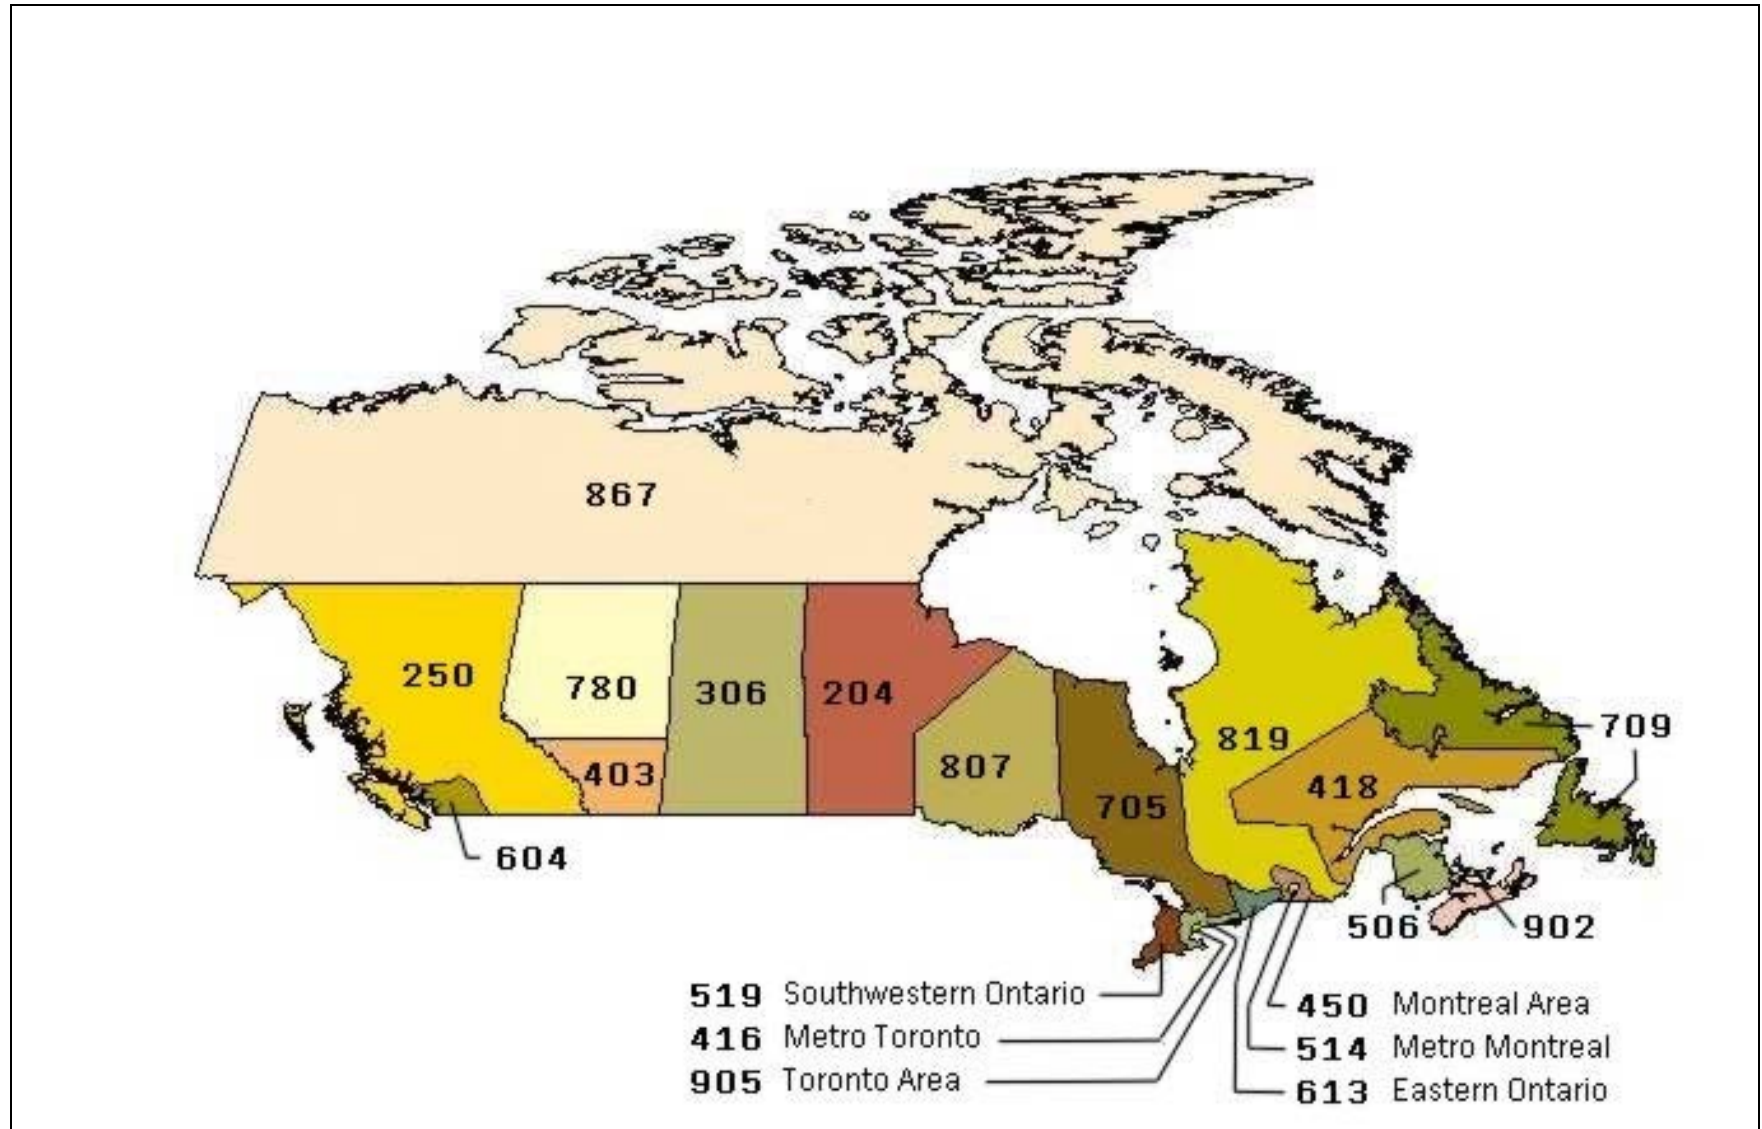 867
250
780
306
204
709
819
403
807
418
705
604
506
902
519 Southwestern Ontario
416 Metro Toronto
905 Toronto Area
450 Montreal Area
514 Metro Montreal
613 Eastern Ontario